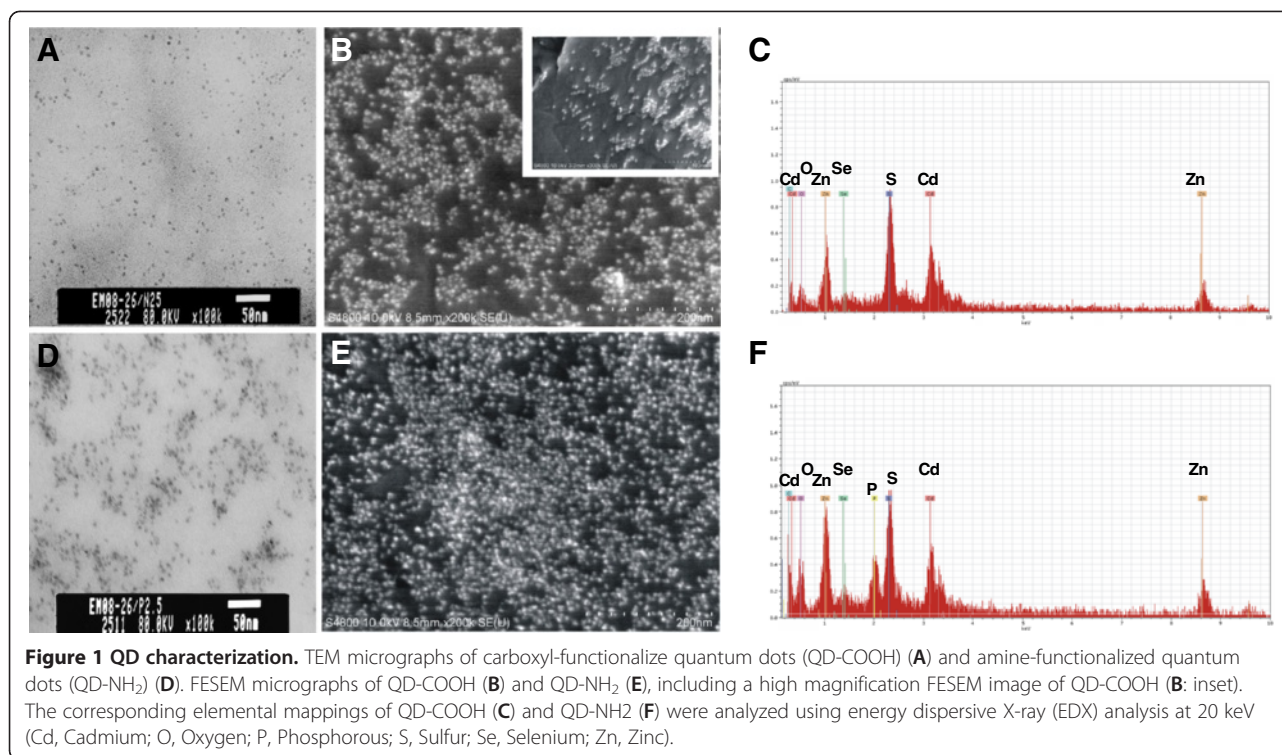 A
EM08-26/N25
2522 80.0KV x100k 50nm
B
S4800 10.0kV 8.5mm x200k SE(U) 200nm
C
Cd O Zn Se S Cd Zn
D
EM08-26/P2.5
2511 80.0KV x100k 50nm
E
S4800 10.0kV 8.5mm x200k SE(U) 200nm
F
Cd O Zn Se P S Cd Zn
Figure 1 QD characterization. TEM micrographs of carboxyl-functionalize quantum dots (QD-COOH) (A) and amine-functionalized quantum
dots (QD-NH₂) (D). FESEM micrographs of QD-COOH (B) and QD-NH₂ (E), including a high magnification FESEM image of QD-COOH (B: inset).
The corresponding elemental mappings of QD-COOH (C) and QD-NH2 (F) were analyzed using energy dispersive X-ray (EDX) analysis at 20 keV
(Cd, Cadmium; O, Oxygen; P, Phosphorous; S, Sulfur; Se, Selenium; Zn, Zinc).